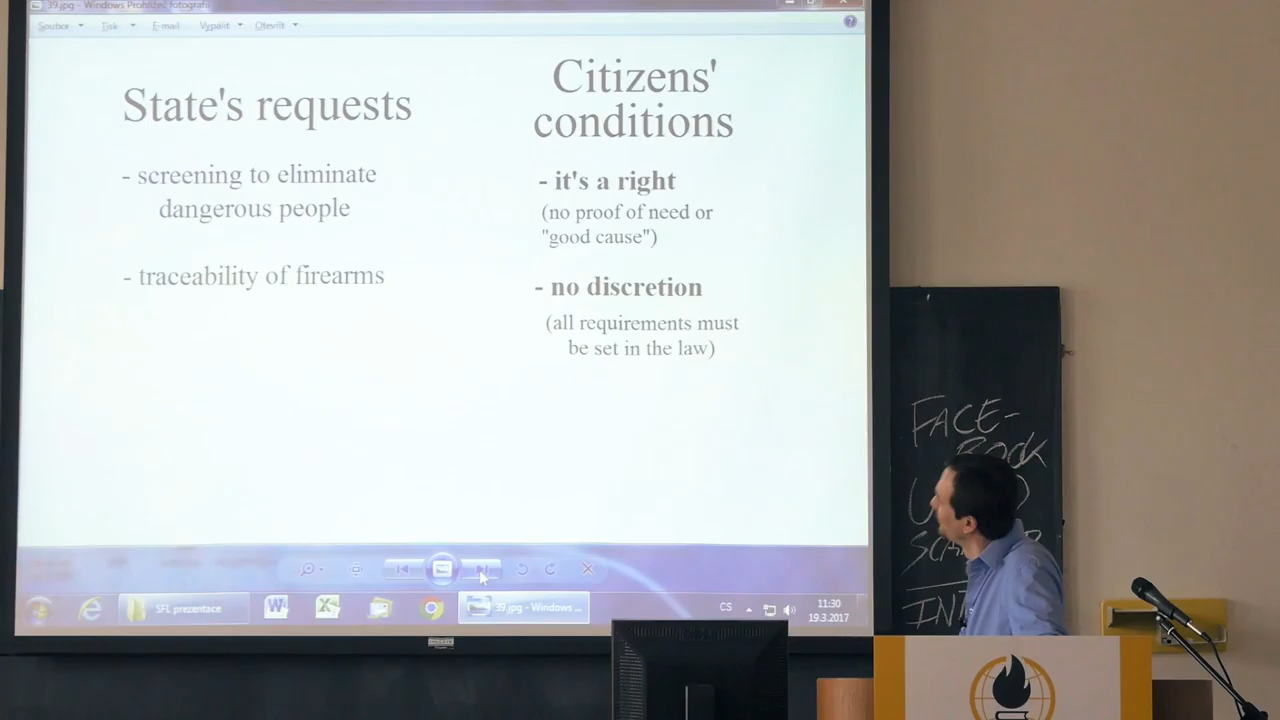 39.jpg - Windows Prohlížeč fotografií
Soubor
Tisk
E-mail
Vypálit
Otevřít
State's requests
- screening to eliminate
dangerous people
- traceability of firearms
Citizens'
conditions
- it's a right
(no proof of need or
"good cause")
- no discretion
(all requirements must
be set in the law)
SFL prezentace
39.jpg - Windows ...
CS
11:30
19.3.2017
FACE-
BOOK